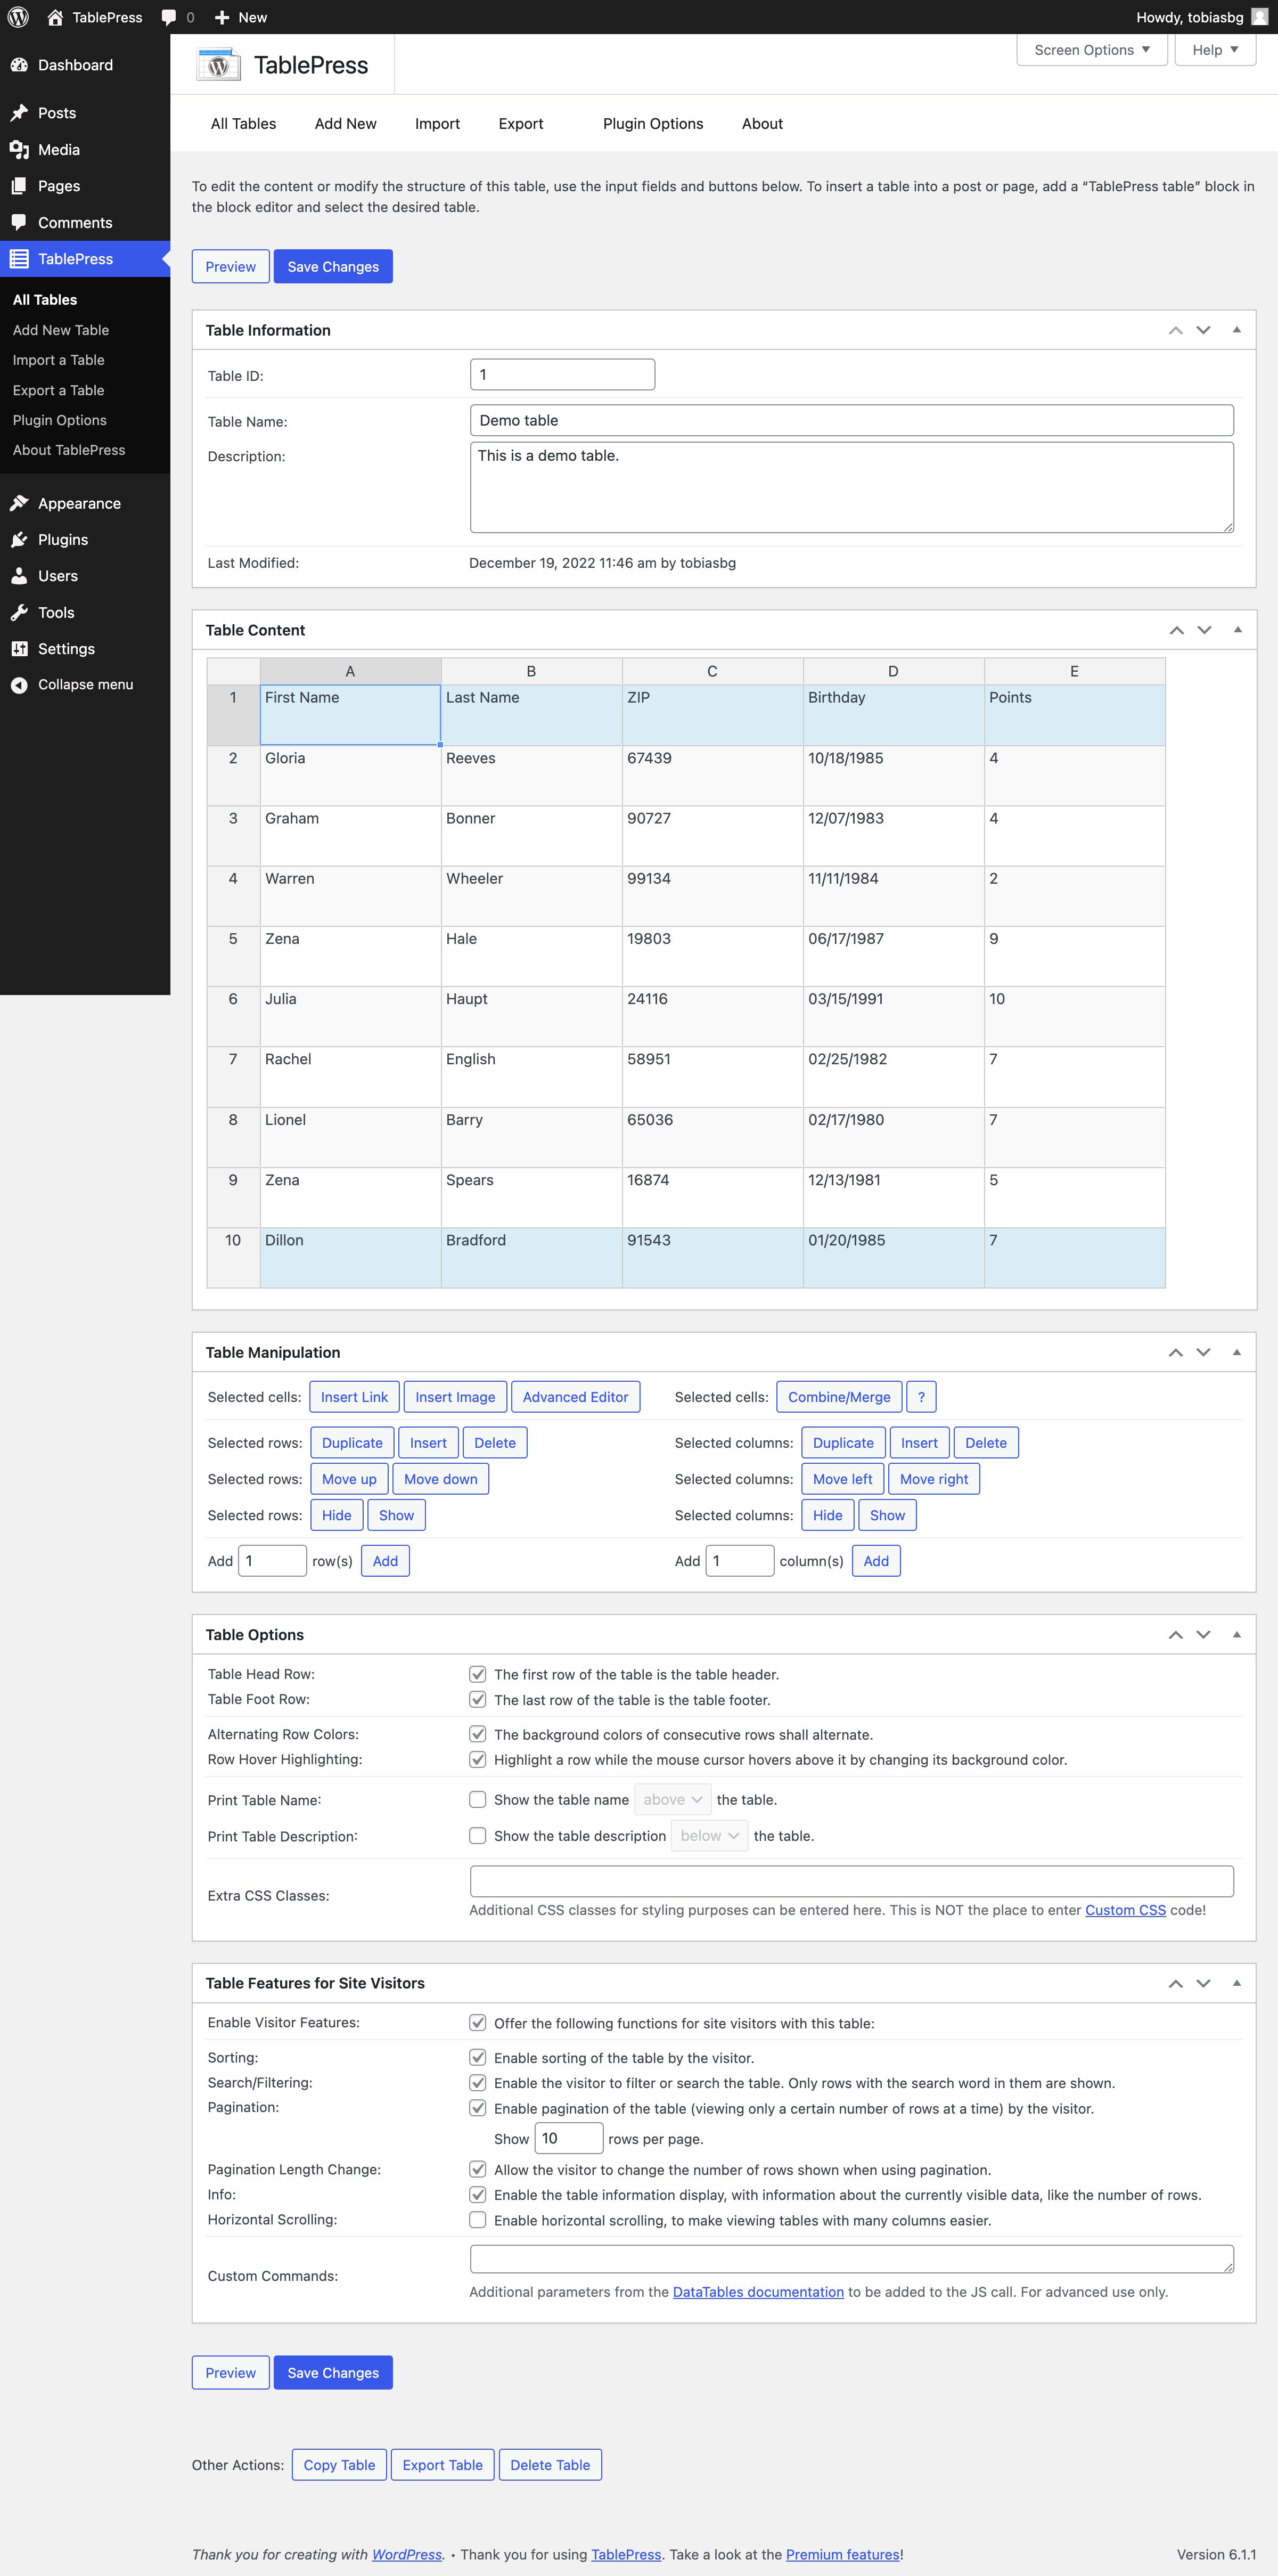 TablePress 0 New Howdy, tobiasbg
Dashboard
Posts
Media
Pages
Comments
TablePress
All Tables
Add New Table
Import a Table
Export a Table
Plugin Options
About TablePress
Appearance
Plugins
Users
Tools
Settings
Collapse menu
TablePress
Screen Options ▼ Help ▼
All Tables Add New Import Export Plugin Options About
To edit the content or modify the structure of this table, use the input fields and buttons below. To insert a table into a post or page, add a “TablePress table” block in
the block editor and select the desired table.
Preview Save Changes
Table Information
Table ID: 1
Table Name: Demo table
Description: This is a demo table.
Last Modified: December 19, 2022 11:46 am by tobiasbg
Table Content
A B C D E
1 First Name Last Name ZIP Birthday Points
2 Gloria Reeves 67439 10/18/1985 4
3 Graham Bonner 90727 12/07/1983 4
4 Warren Wheeler 99134 11/11/1984 2
5 Zena Hale 19803 06/17/1987 9
6 Julia Haupt 24116 03/15/1991 10
7 Rachel English 58951 02/25/1982 7
8 Lionel Barry 65036 02/17/1980 7
9 Zena Spears 16874 12/13/1981 5
10 Dillon Bradford 91543 01/20/1985 7
Table Manipulation
Selected cells: Insert Link Insert Image Advanced Editor Selected cells: Combine/Merge ?
Selected rows: Duplicate Insert Delete Selected columns: Duplicate Insert Delete
Selected rows: Move up Move down Selected columns: Move left Move right
Selected rows: Hide Show Selected columns: Hide Show
Add 1 row(s) Add Add 1 column(s) Add
Table Options
Table Head Row: The first row of the table is the table header.
Table Foot Row: The last row of the table is the table footer.
Alternating Row Colors: The background colors of consecutive rows shall alternate.
Row Hover Highlighting: Highlight a row while the mouse cursor hovers above it by changing its background color.
Print Table Name: Show the table name above the table.
Print Table Description: Show the table description below the table.
Extra CSS Classes:
Additional CSS classes for styling purposes can be entered here. This is NOT the place to enter Custom CSS code!
Table Features for Site Visitors
Enable Visitor Features: Offer the following functions for site visitors with this table:
Sorting: Enable sorting of the table by the visitor.
Search/Filtering: Enable the visitor to filter or search the table. Only rows with the search word in them are shown.
Pagination: Enable pagination of the table (viewing only a certain number of rows at a time) by the visitor.
Show 10 rows per page.
Pagination Length Change: Allow the visitor to change the number of rows shown when using pagination.
Info: Enable the table information display, with information about the currently visible data, like the number of rows.
Horizontal Scrolling: Enable horizontal scrolling, to make viewing tables with many columns easier.
Custom Commands:
Additional parameters from the DataTables documentation to be added to the JS call. For advanced use only.
Preview Save Changes
Other Actions: Copy Table Export Table Delete Table
Thank you for creating with WordPress. • Thank you for using TablePress. Take a look at the Premium features! Version 6.1.1